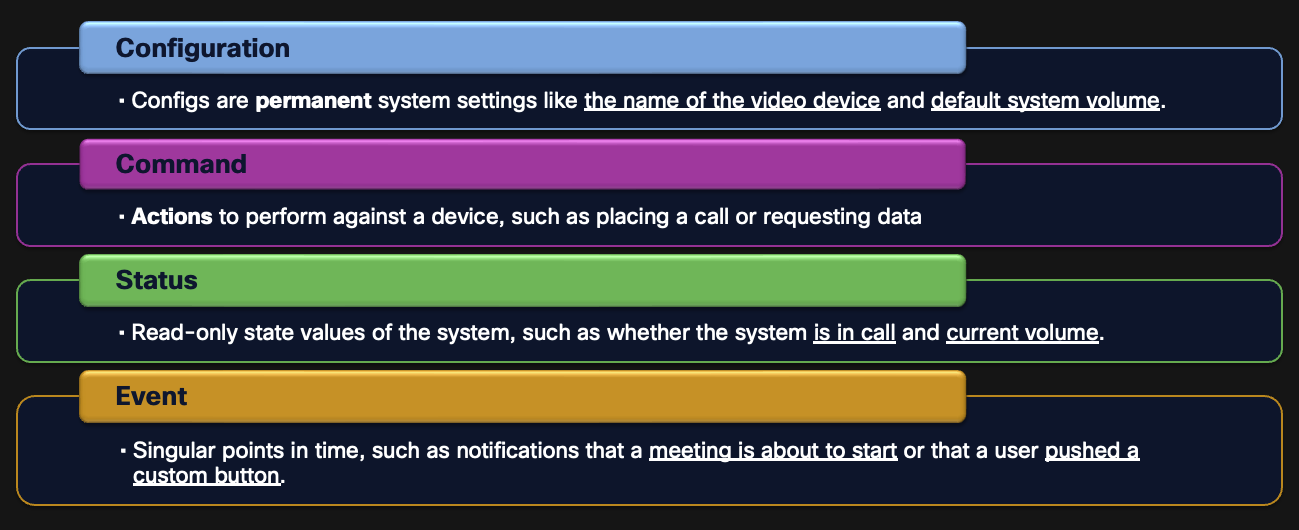 Configuration
▪ Configs are permanent system settings like the name of the video device and default system volume.
Command
▪ Actions to perform against a device, such as placing a call or requesting data
Status
▪ Read-only state values of the system, such as whether the system is in call and current volume.
Event
▪ Singular points in time, such as notifications that a meeting is about to start or that a user pushed a
custom button.